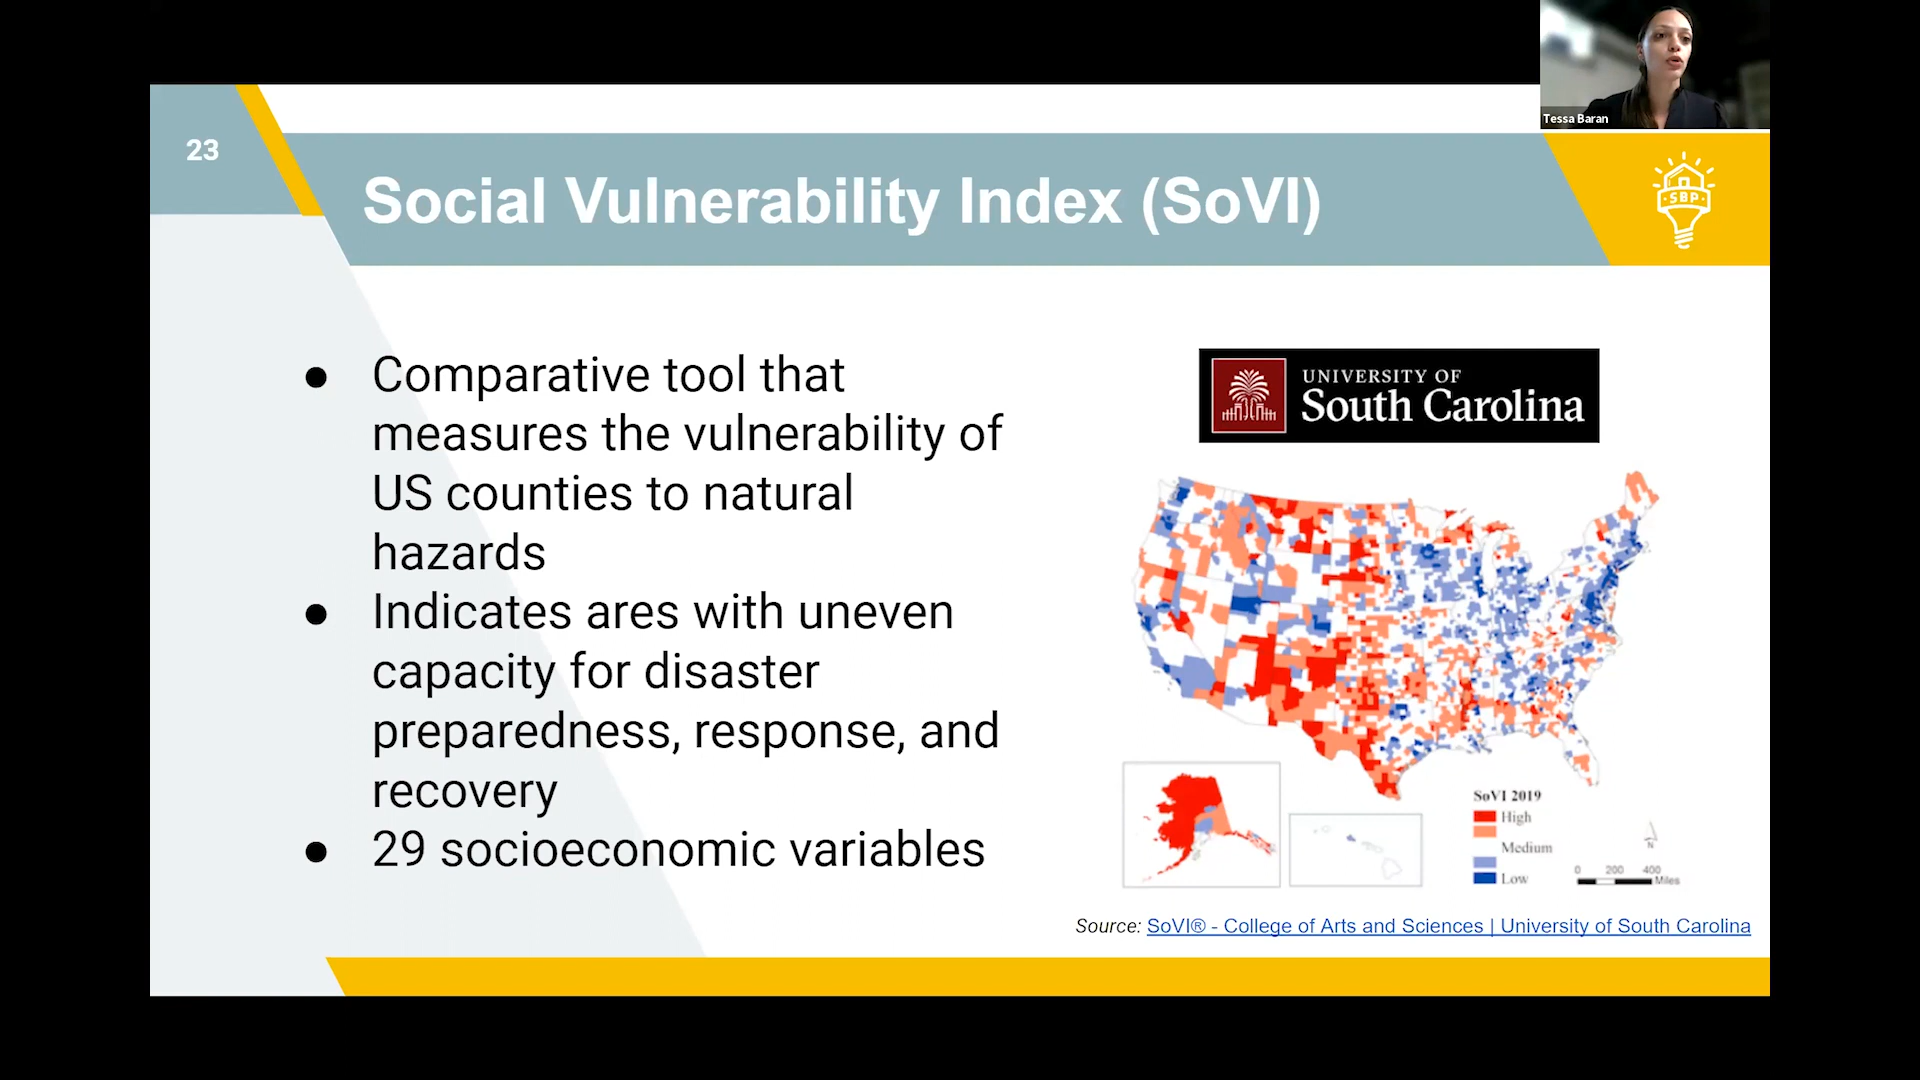 Tessa Baran
23
Social Vulnerability Index (SoVI)
SBP
● Comparative tool that
measures the vulnerability of
US counties to natural
hazards
● Indicates ares with uneven
capacity for disaster
preparedness, response, and
recovery
● 29 socioeconomic variables
UNIVERSITY OF
South Carolina
SoVI 2019
High
Medium
Low
N
0 200 400
Miles
Source: SoVI® - College of Arts and Sciences | University of South Carolina